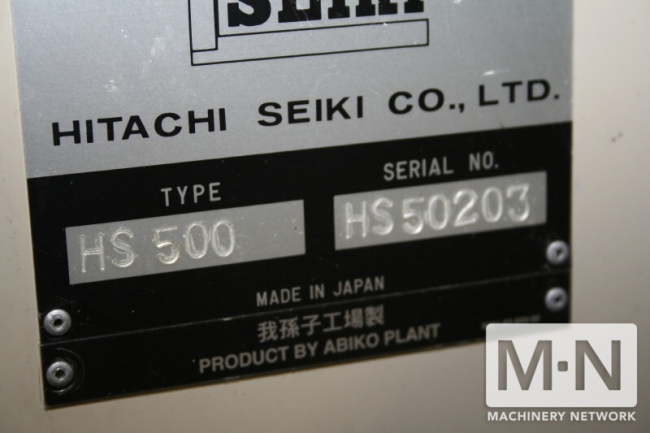 SEIKI
HITACHI SEIKI CO., LTD.
TYPE
HS 500
SERIAL NO.
HS50203
MADE IN JAPAN
我孫子工場製
PRODUCT BY ABIKO PLANT
M·N
MACHINERY NETWORK